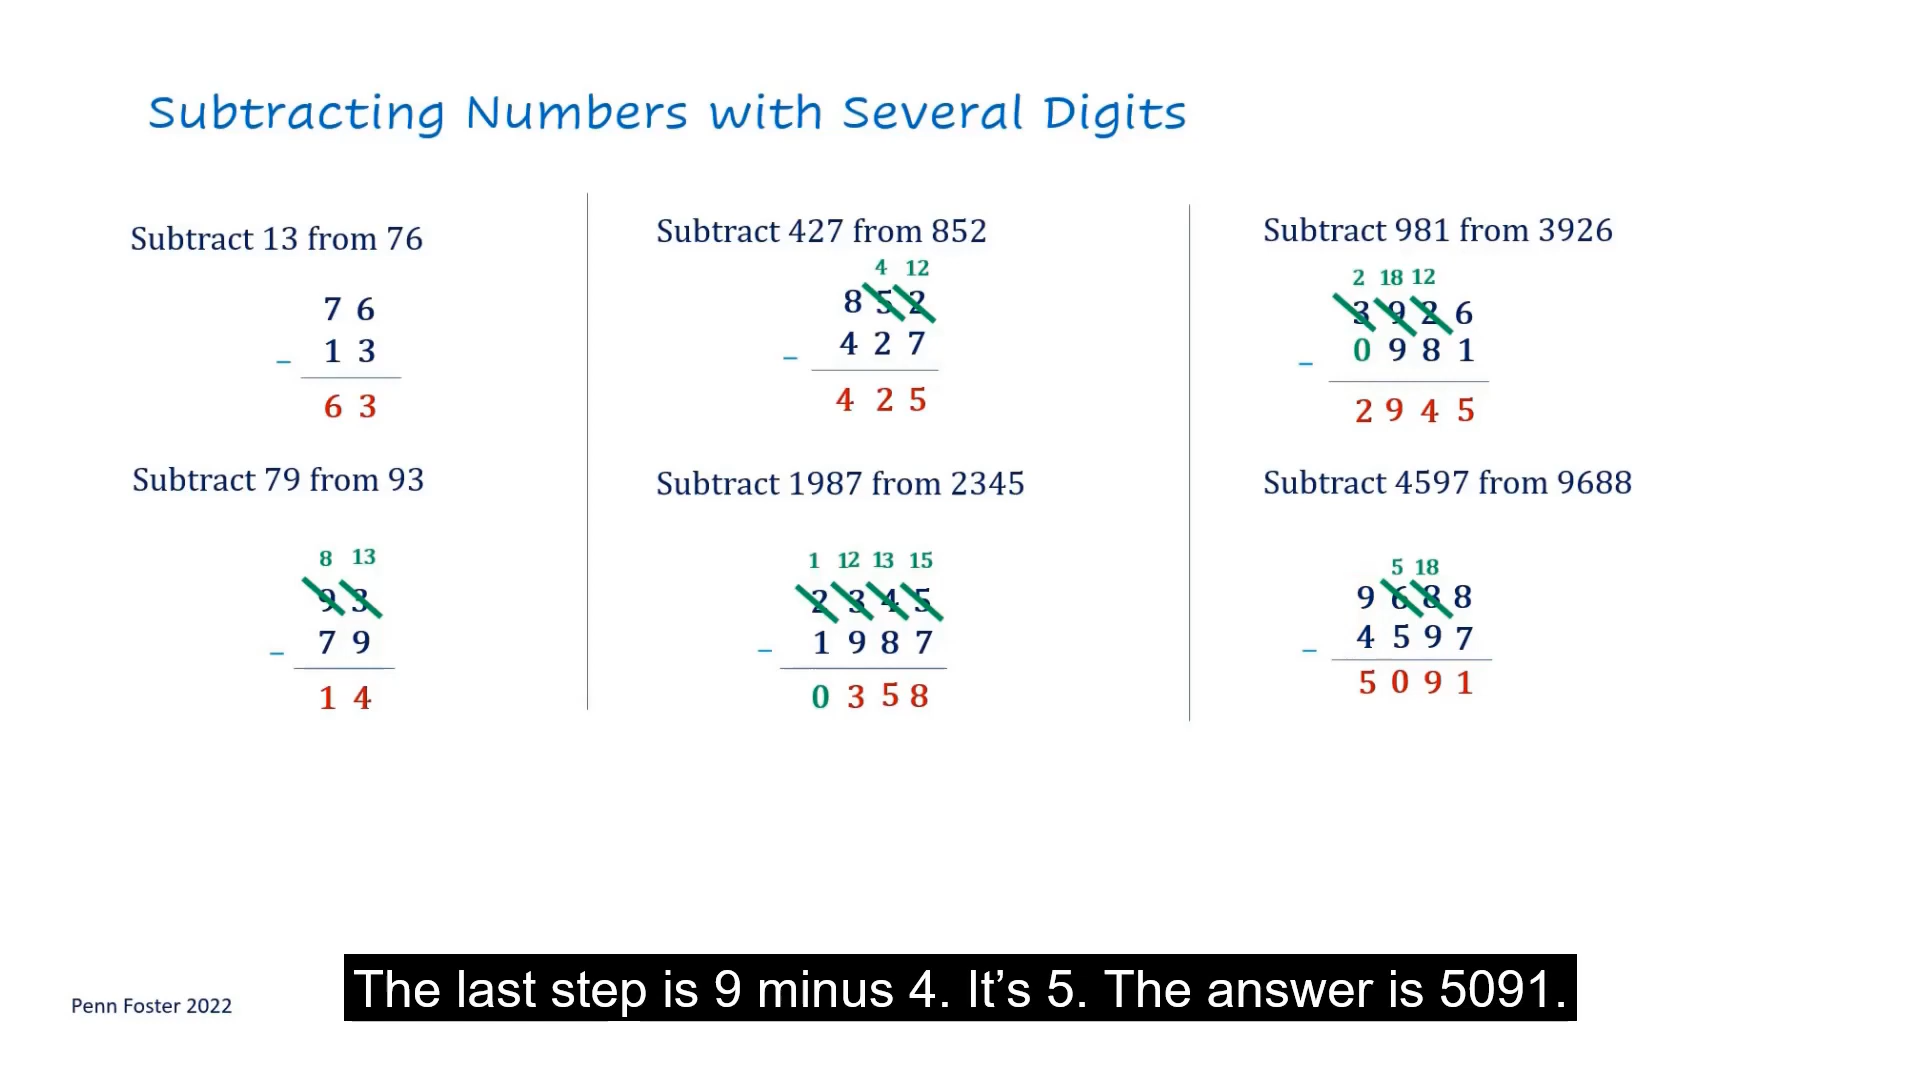 Subtracting Numbers with Several Digits
Subtract 13 from 76
7 6
– 1 3
6 3
Subtract 79 from 93
8 13
9 3
– 7 9
1 4
Subtract 427 from 852
4 12
8 5 2
– 4 2 7
4 2 5
Subtract 1987 from 2345
1 12 13 15
2 3 4 5
– 1 9 8 7
0 3 5 8
Subtract 981 from 3926
2 18 12
3 9 2 6
– 0 9 8 1
2 9 4 5
Subtract 4597 from 9688
5 18
9 6 8 8
– 4 5 9 7
5 0 9 1
The last step is 9 minus 4. It’s 5. The answer is 5091.
Penn Foster 2022